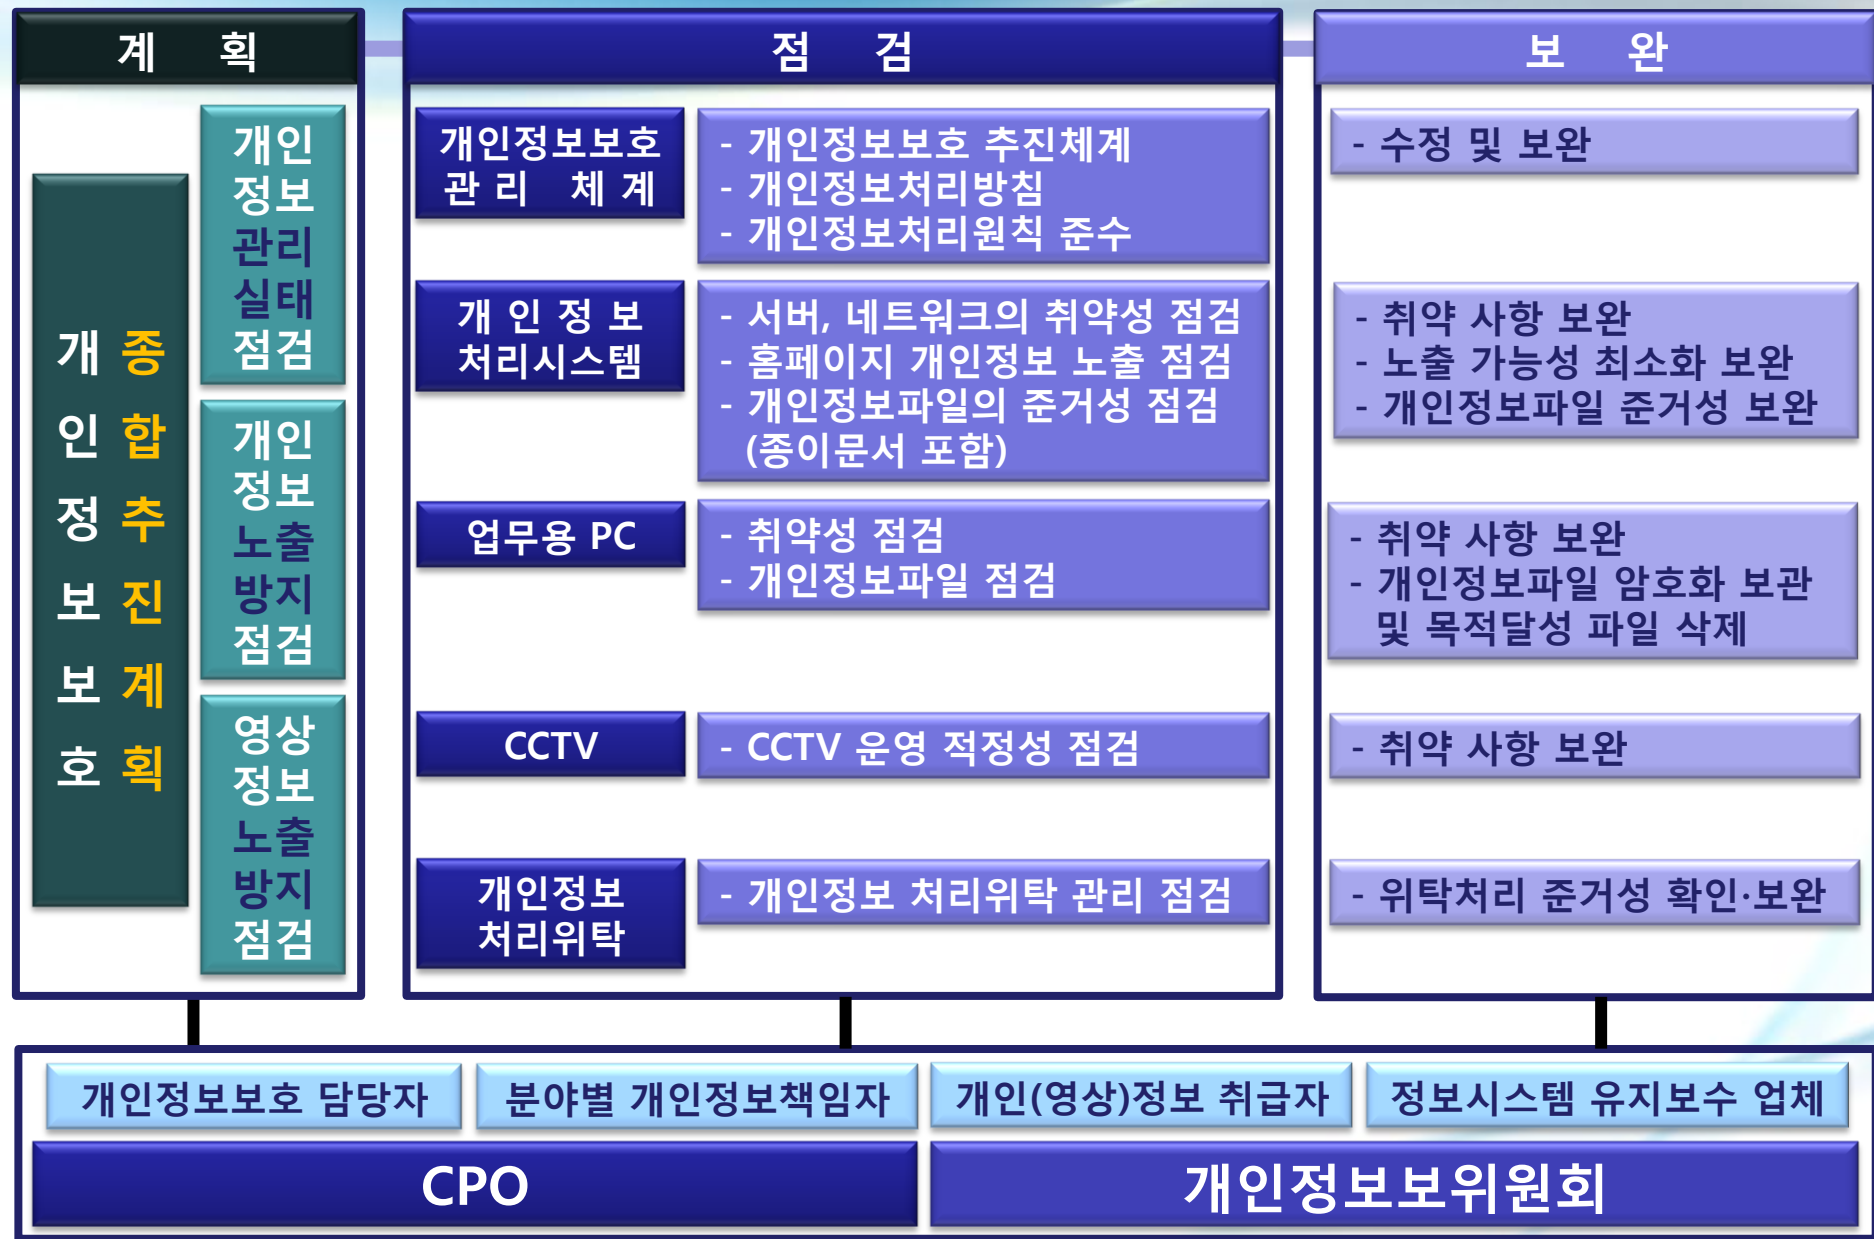 계 획
개인정보보호
종합추진계획
개인
정보
관리
실태
점검
개인
정보
노출
방지
점검
영상
정보
노출
방지
점검
점 검
개인정보보호
관 리 체 계
- 개인정보보호 추진체계
- 개인정보처리방침
- 개인정보처리원칙 준수
개 인 정 보
처리시스템
- 서버, 네트워크의 취약성 점검
- 홈페이지 개인정보 노출 점검
- 개인정보파일의 준거성 점검
(종이문서 포함)
업무용 PC
- 취약성 점검
- 개인정보파일 점검
CCTV
- CCTV 운영 적정성 점검
개인정보
처리위탁
- 개인정보 처리위탁 관리 점검
보 완
- 수정 및 보완
- 취약 사항 보완
- 노출 가능성 최소화 보완
- 개인정보파일 준거성 보완
- 취약 사항 보완
- 개인정보파일 암호화 보관
및 목적달성 파일 삭제
- 취약 사항 보완
- 위탁처리 준거성 확인·보완
개인정보보호 담당자
분야별 개인정보책임자
개인(영상)정보 취급자
정보시스템 유지보수 업체
CPO
개인정보보위원회